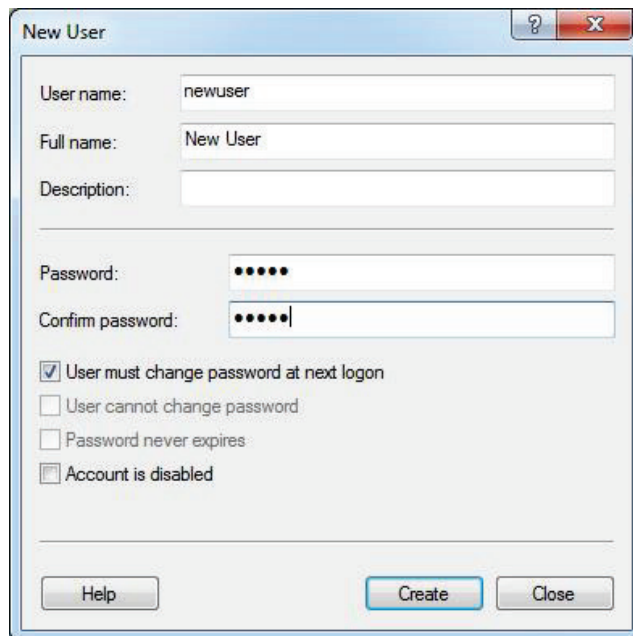 New User
User name: newuser
Full name: New User
Description:
Password: •••••
Confirm password: •••••
User must change password at next logon
User cannot change password
Password never expires
Account is disabled
Help Create Close